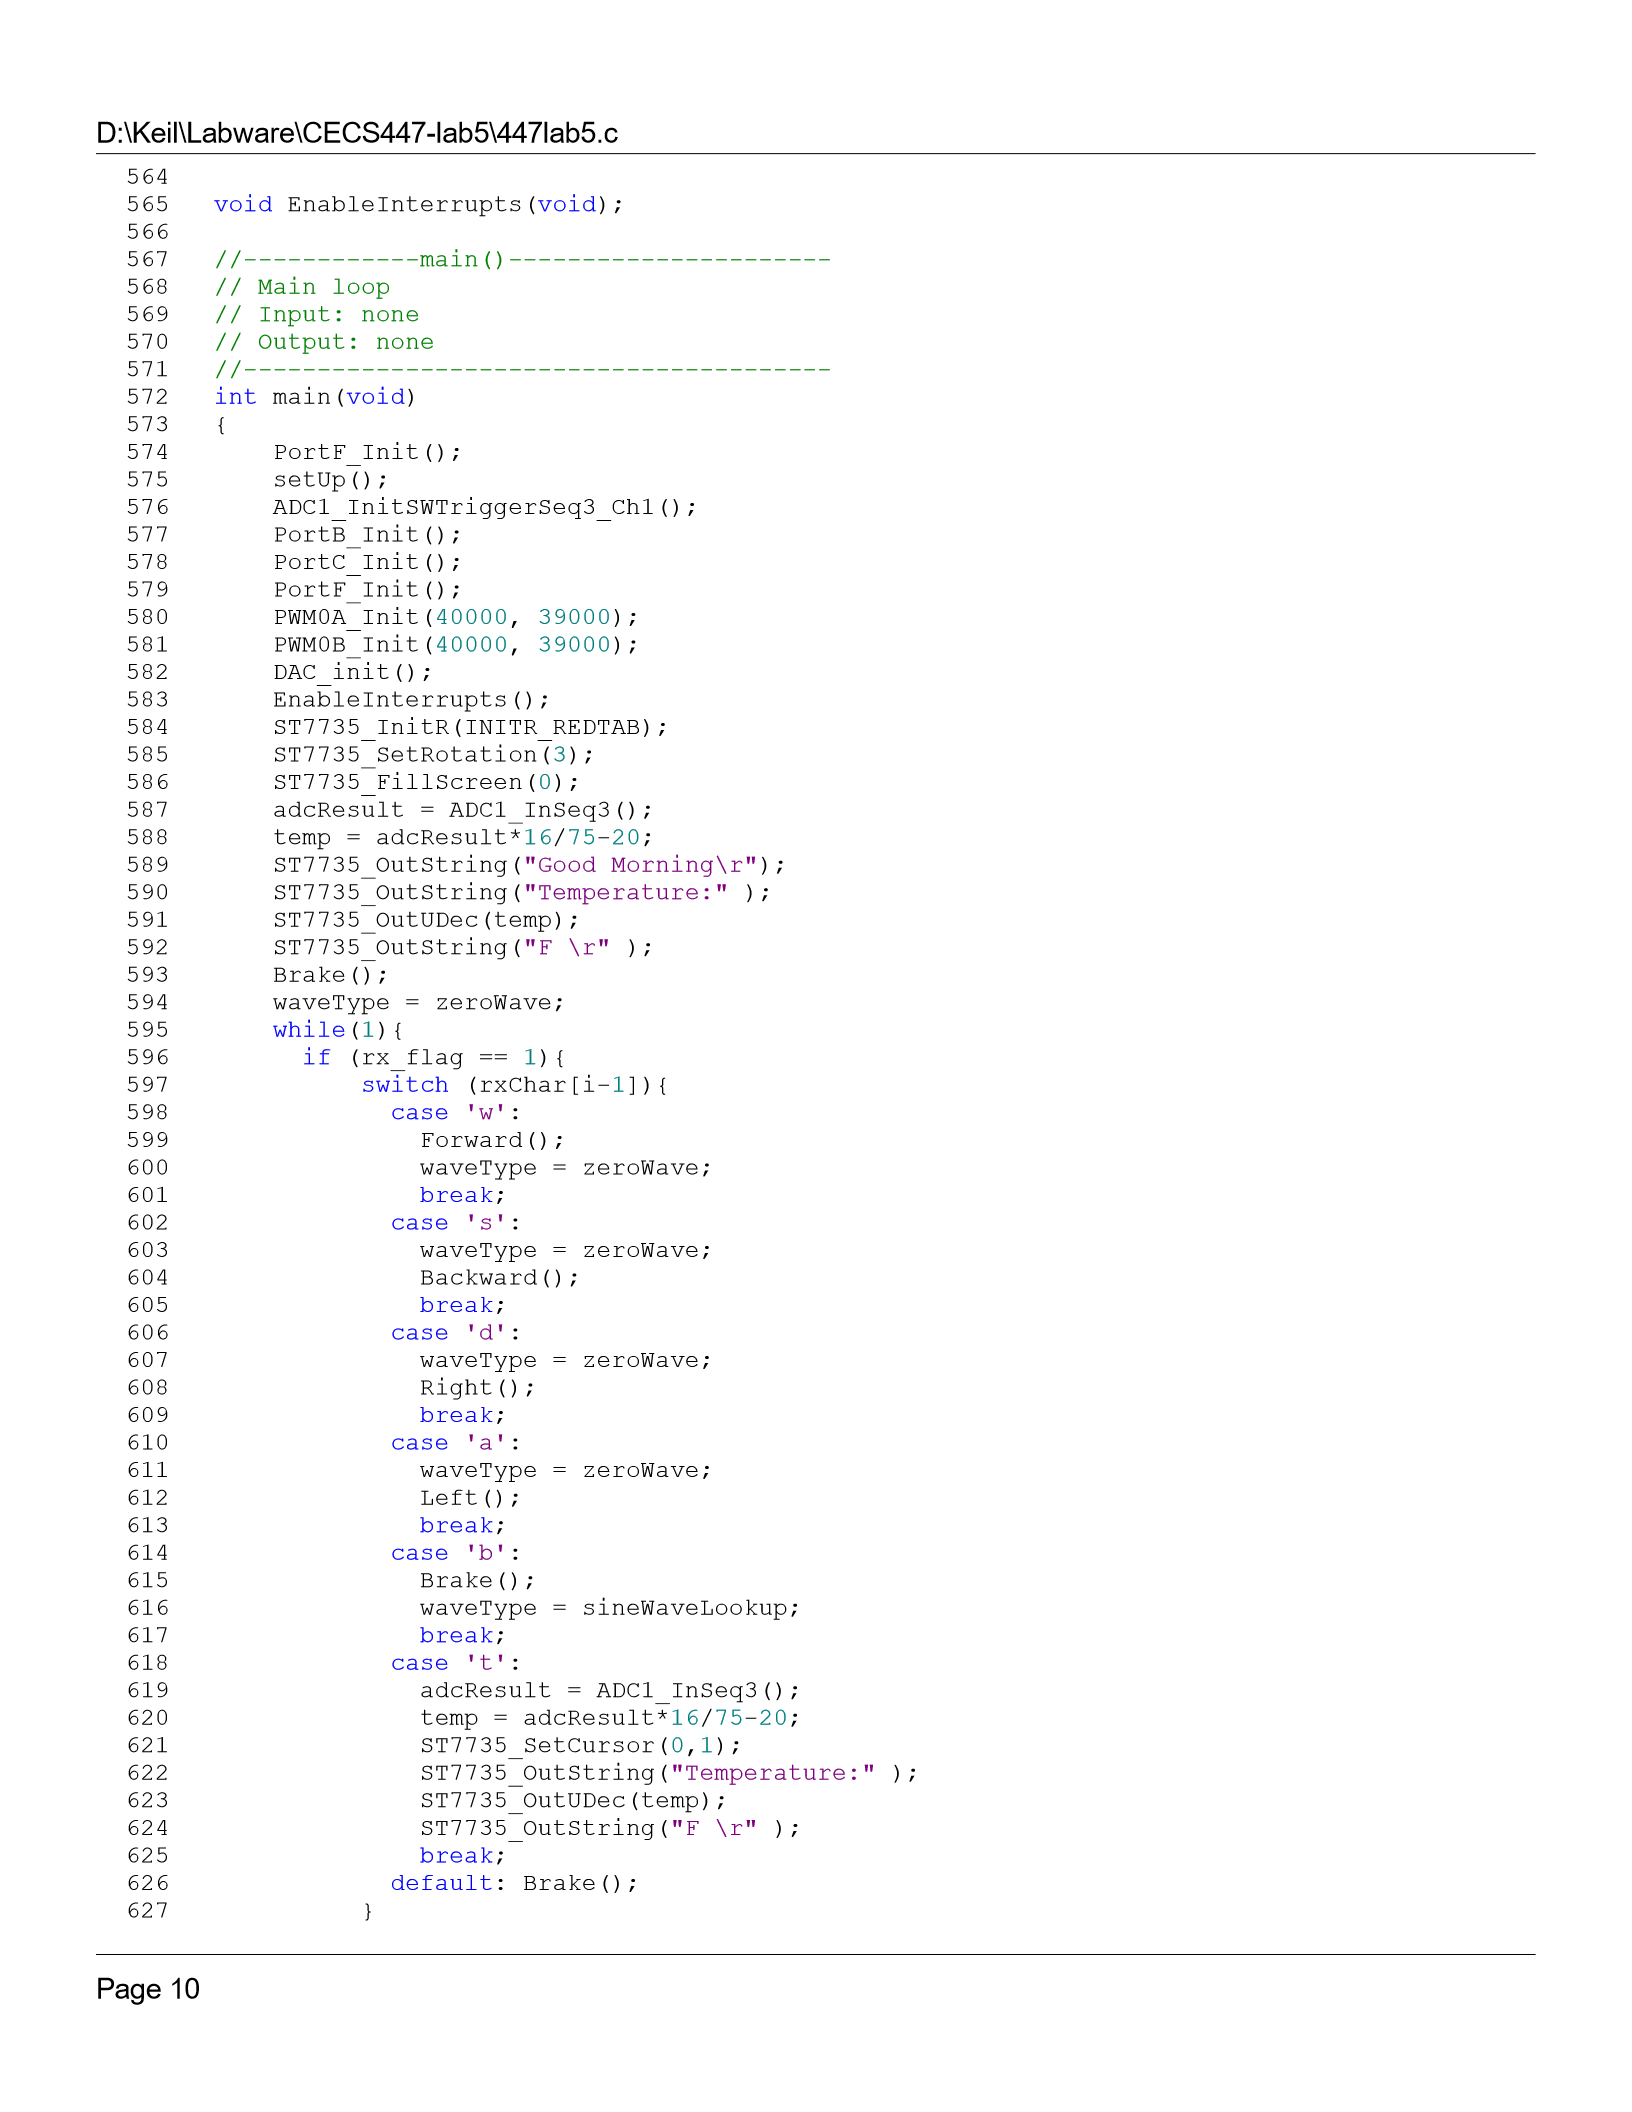 D:\Keil\Labware\CECS447-lab5\447lab5.c
564
565   void EnableInterrupts(void);
566
567   //------------main()----------------------
568   // Main loop
569   // Input: none
570   // Output: none
571   //----------------------------------------
572   int main(void)
573   {
574       PortF_Init();
575       setUp();
576       ADC1_InitSWTriggerSeq3_Ch1();
577       PortB_Init();
578       PortC_Init();
579       PortF_Init();
580       PWM0A_Init(40000, 39000);
581       PWM0B_Init(40000, 39000);
582       DAC_init();
583       EnableInterrupts();
584       ST7735_InitR(INITR_REDTAB);
585       ST7735_SetRotation(3);
586       ST7735_FillScreen(0);
587       adcResult = ADC1_InSeq3();
588       temp = adcResult*16/75-20;
589       ST7735_OutString("Good Morning\r");
590       ST7735_OutString("Temperature:" );
591       ST7735_OutUDec(temp);
592       ST7735_OutString("F \r" );
593       Brake();
594       waveType = zeroWave;
595       while(1){
596         if (rx_flag == 1){
597             switch (rxChar[i-1]){
598               case 'w':
599                 Forward();
600                 waveType = zeroWave;
601                 break;
602               case 's':
603                 waveType = zeroWave;
604                 Backward();
605                 break;
606               case 'd':
607                 waveType = zeroWave;
608                 Right();
609                 break;
610               case 'a':
611                 waveType = zeroWave;
612                 Left();
613                 break;
614               case 'b':
615                 Brake();
616                 waveType = sineWaveLookup;
617                 break;
618               case 't':
619                 adcResult = ADC1_InSeq3();
620                 temp = adcResult*16/75-20;
621                 ST7735_SetCursor(0,1);
622                 ST7735_OutString("Temperature:" );
623                 ST7735_OutUDec(temp);
624                 ST7735_OutString("F \r" );
625                 break;
626               default: Brake();
627             }
Page 10